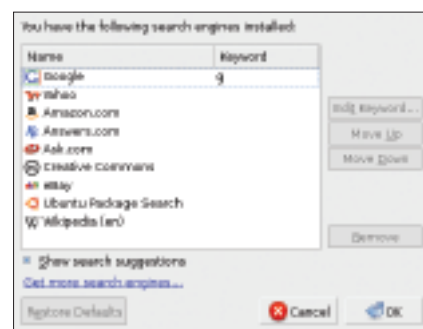 You have the following search engines installed:
Name Keyword
Google g
Yahoo
Amazon.com
Answers.com
Ask.com
Creative Commons
eBay
Ubuntu Package Search
Wikipedia (en)
Edit Keyword...
Move Up
Move Down
Remove
Show search suggestions
Get more search engines...
Restore Defaults Cancel OK